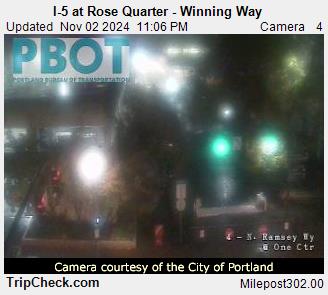 I-5 at Rose Quarter - Winning Way
Updated Nov 02 2024 11:06 PM Camera 4
PBOT
PORTLAND BUREAU OF TRANSPORTATION
4 - N. Ramsey Wy
@ One Ctr
Camera courtesy of the City of Portland
TripCheck.com Milepost302.00